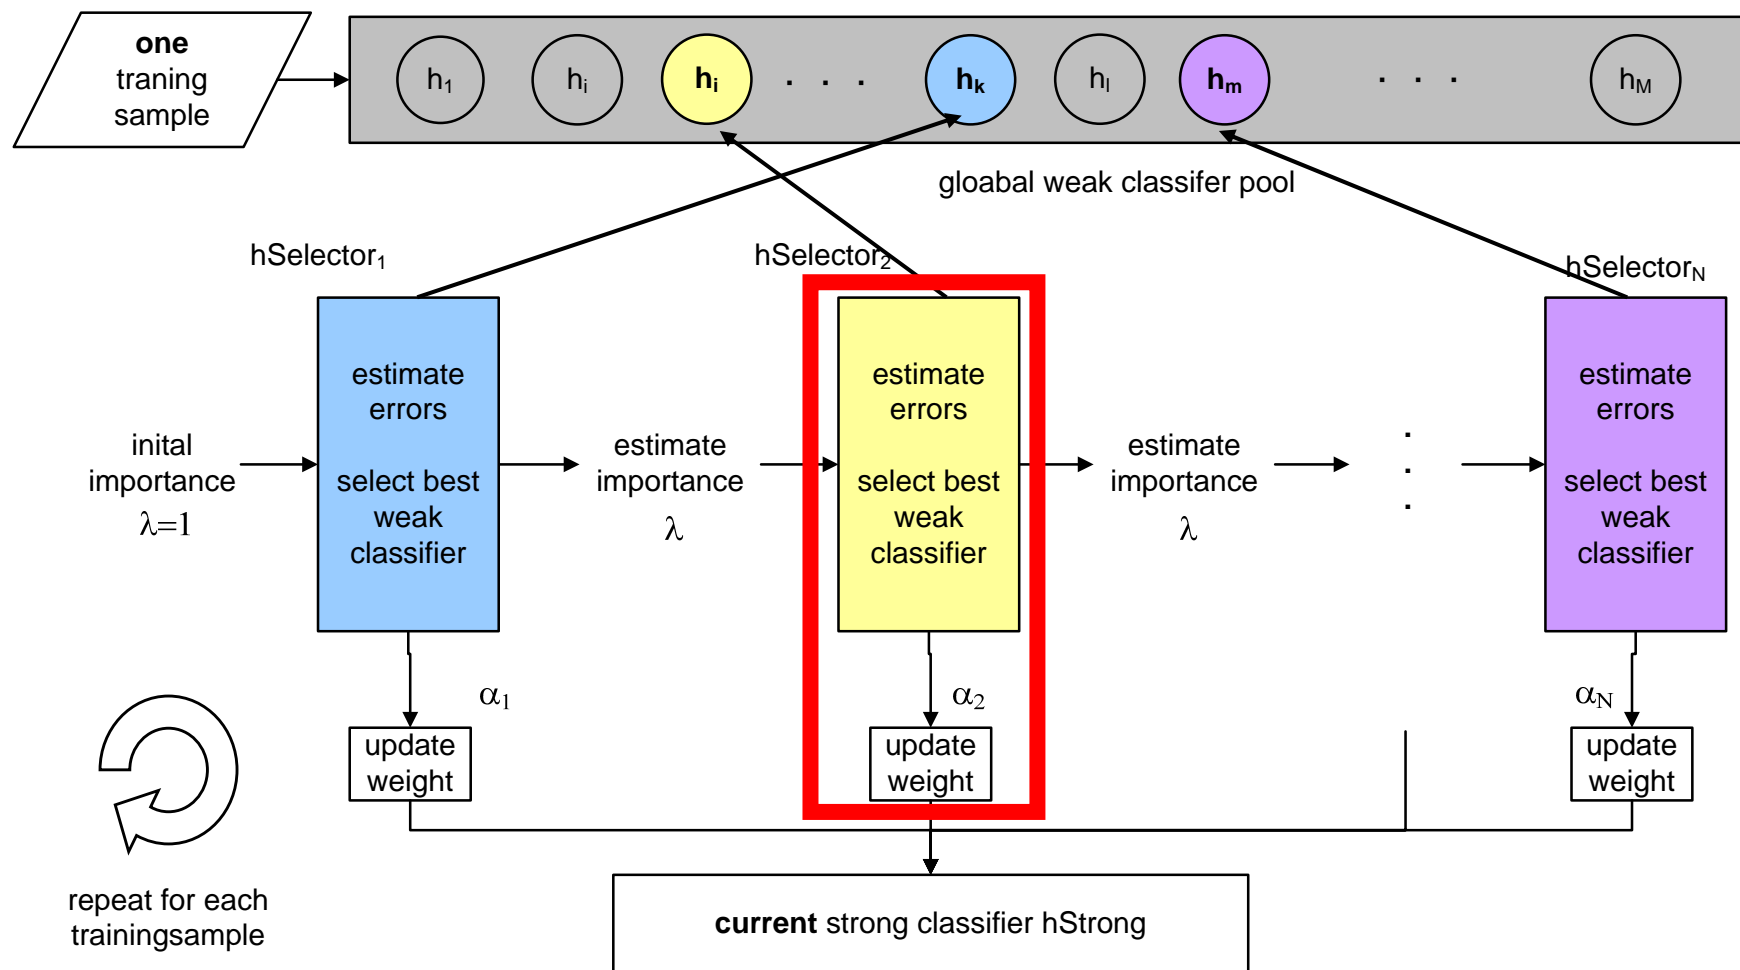 one
traning
sample
h1
hi
hi
. . .
hk
hl
hm
. . .
hM
gloabal weak classifer pool
hSelector1
hSelector2
hSelectorN
inital
importance
λ=1
estimate
errors
select best
weak
classifier
estimate
importance
λ
estimate
errors
select best
weak
classifier
estimate
importance
λ
.
.
.
estimate
errors
select best
weak
classifier
α1
α2
αN
update
weight
update
weight
update
weight
repeat for each
trainingsample
current strong classifier hStrong